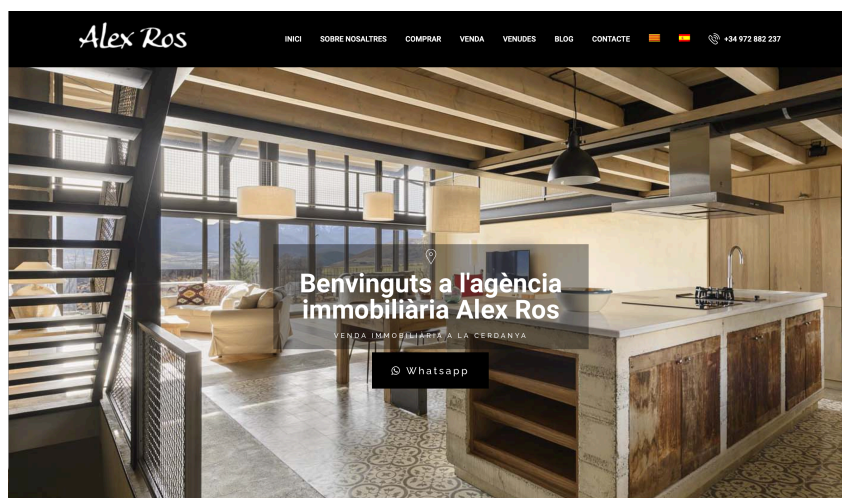 Alex Ros
INICI SOBRE NOSALTRES COMPRAR VENDA VENUDES BLOG CONTACTE +34 972 882 237
Benvinguts a l'agència
immobiliària Alex Ros
VENDA IMMOBILIÀRIA A LA CERDANYA
Whatsapp